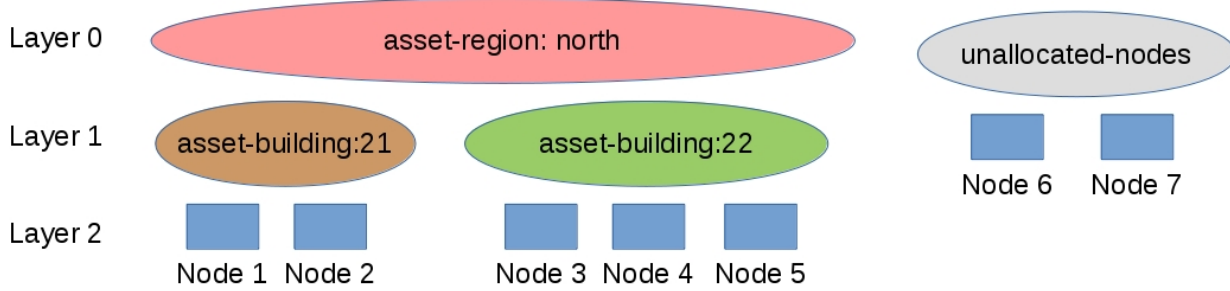 Layer 0
asset-region: north
unallocated-nodes
Layer 1
asset-building:21
asset-building:22
Node 6
Node 7
Layer 2
Node 1
Node 2
Node 3
Node 4
Node 5